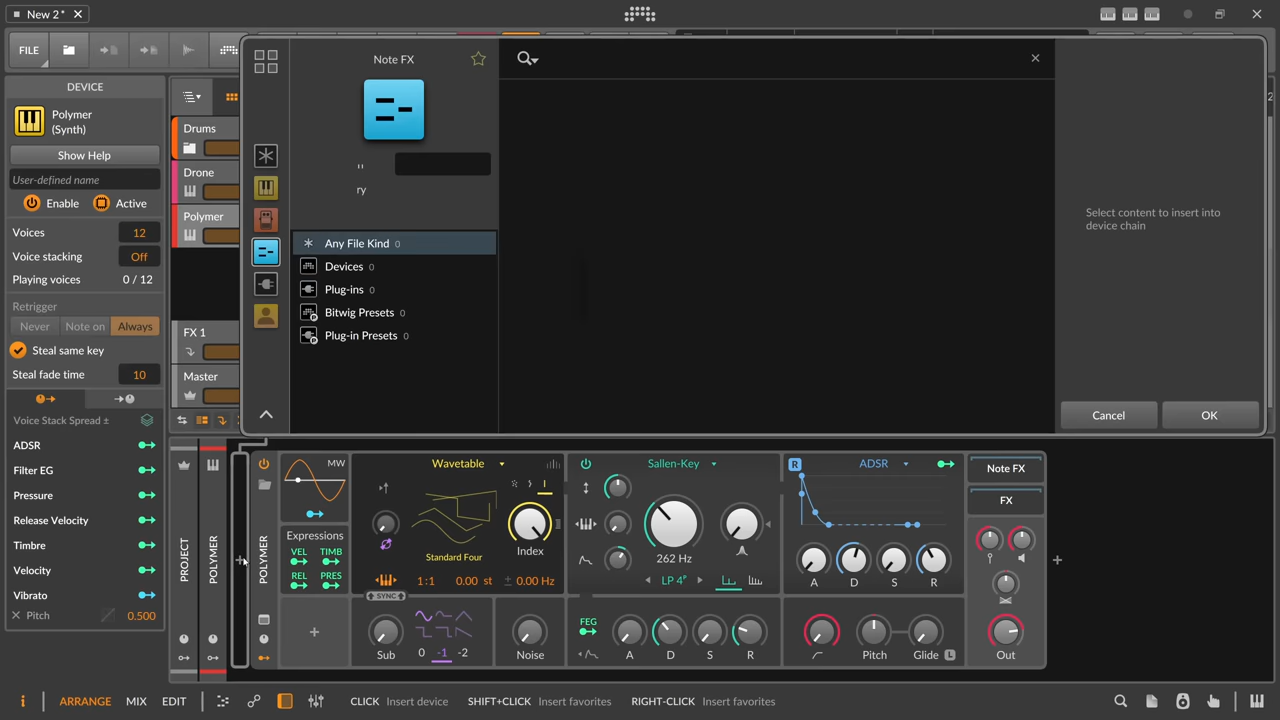 New 2*
FILE
Note FX
DEVICE
Polymer
(Synth)
Show Help
User-defined name
Enable
Active
Voices
12
Voice stacking
Off
Playing voices
0 / 12
Retrigger
Never
Note on
Always
Steal same key
Steal fade time
10
Voice Stack Spread ±
ADSR
Filter EG
Pressure
Release Velocity
Timbre
Velocity
Vibrato
Pitch
0.500
Drums
Drone
Polymer
FX 1
Master
ry
Any File Kind 0
Devices 0
Plug-ins 0
Bitwig Presets 0
Plug-in Presets 0
Select content to insert into
device chain
Cancel
OK
2
PROJECT
POLYMER
POLYMER
MW
Expressions
VEL
TIMB
REL
PRES
Wavetable
Standard Four
Index
1:1
0.00 st
± 0.00 Hz
SYNC
Sub
0
-1
-2
Noise
Sallen-Key
262 Hz
LP 4P
FEG
A
D
S
R
R
ADSR
A
D
S
R
Pitch
Glide
L
Note FX
FX
Out
i
ARRANGE
MIX
EDIT
CLICK Insert device
SHIFT+CLICK Insert favorites
RIGHT-CLICK Insert favorites